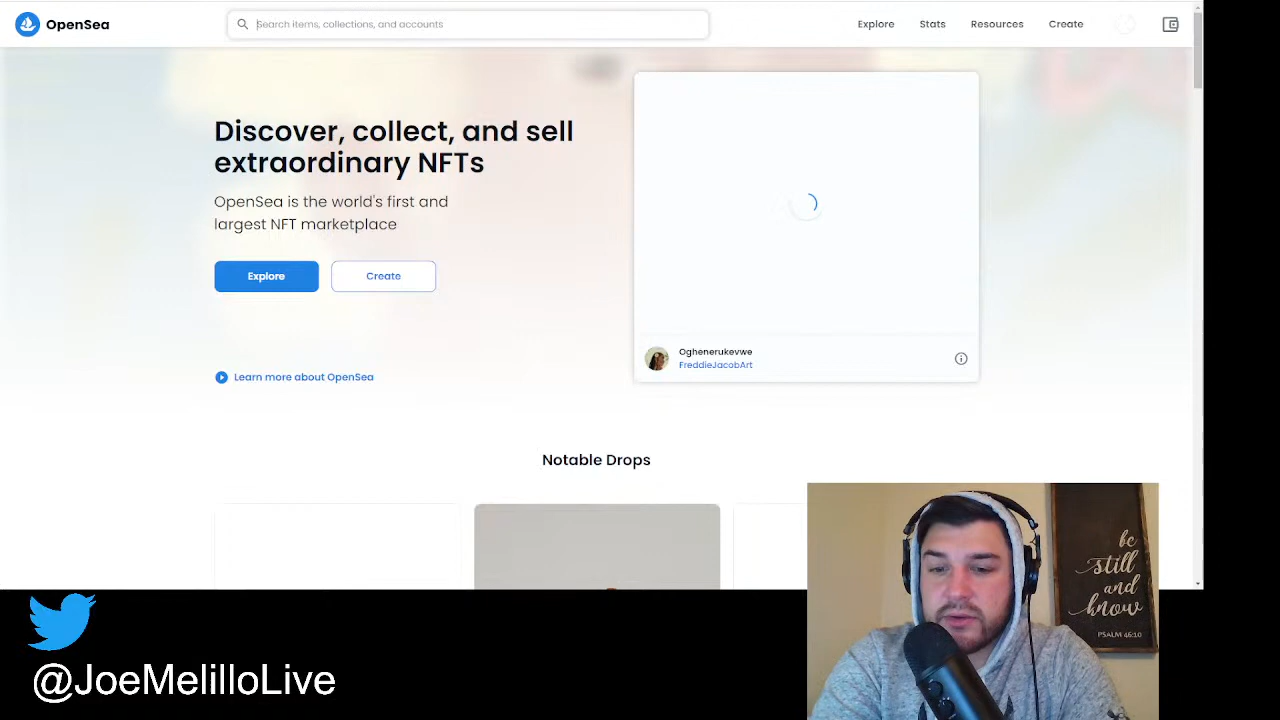 OpenSea
Search items, collections, and accounts
Explore
Stats
Resources
Create
Discover, collect, and sell
extraordinary NFTs
OpenSea is the world's first and
largest NFT marketplace
Explore
Create
Learn more about OpenSea
Oghenerukevwe
FreddieJacobArt
Notable Drops
be
still
and
know
PSALM 46:10
@JoeMelilloLive